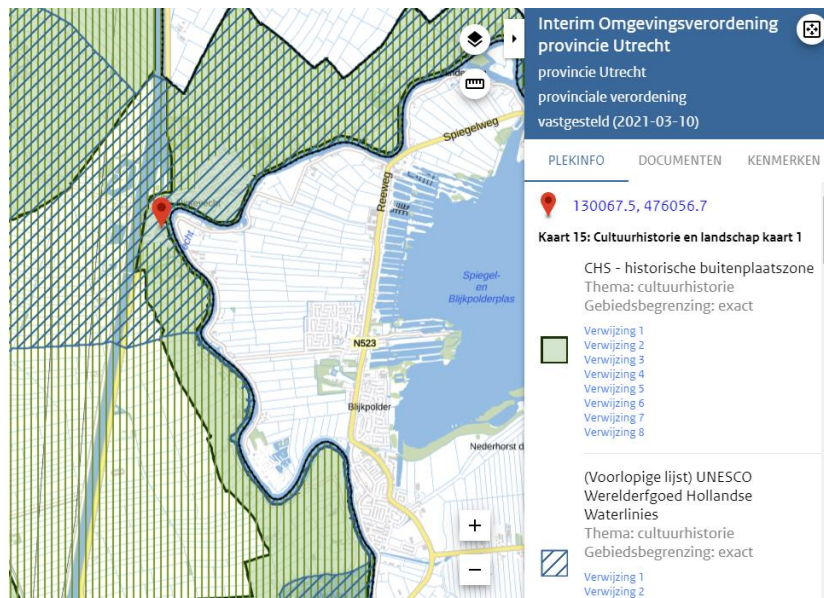 Interim Omgevingsverordening
provincie Utrecht
provincie Utrecht
provinciale verordening
vastgesteld (2021-03-10)
PLEKINFO
DOCUMENTEN
KENMERKEN
130067.5, 476056.7
Kaart 15: Cultuurhistorie en landschap kaart 1
CHS - historische buitenplaatszone
Thema: cultuurhistorie
Gebiedsbegrenzing: exact
Verwijzing 1
Verwijzing 2
Verwijzing 3
Verwijzing 4
Verwijzing 5
Verwijzing 6
Verwijzing 7
Verwijzing 8
(Voorlopige lijst) UNESCO
Werelderfgoed Hollandse
Waterlinies
Thema: cultuurhistorie
Gebiedsbegrenzing: exact
Verwijzing 1
Verwijzing 2
Spiegelweg
Reeweg
Spiegel-
en
Blijkpolderplas
N523
Blijkpolder
Nederhorst d
+
−